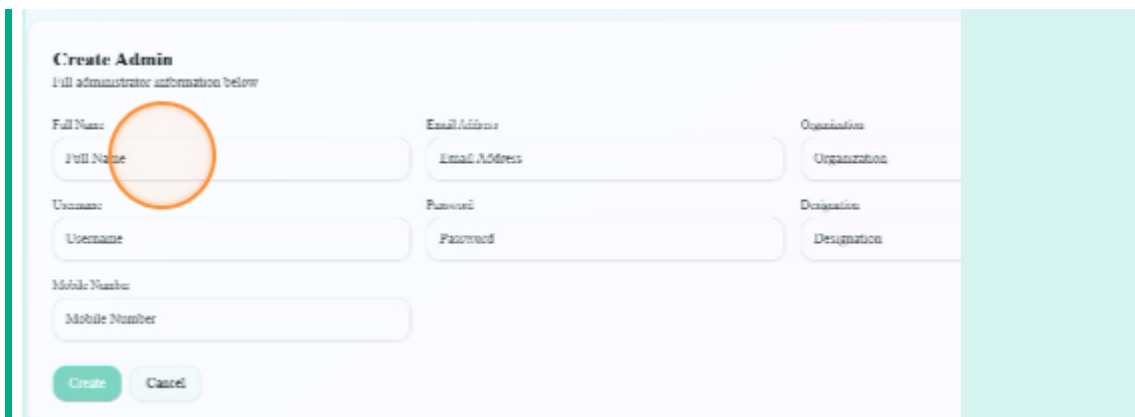 Create Admin
Fill administrator information below
Full Name Email Address Organization
Full Name Email Address Organization
Username Password Designation
Username Password Designation
Mobile Number
Mobile Number
Create Cancel